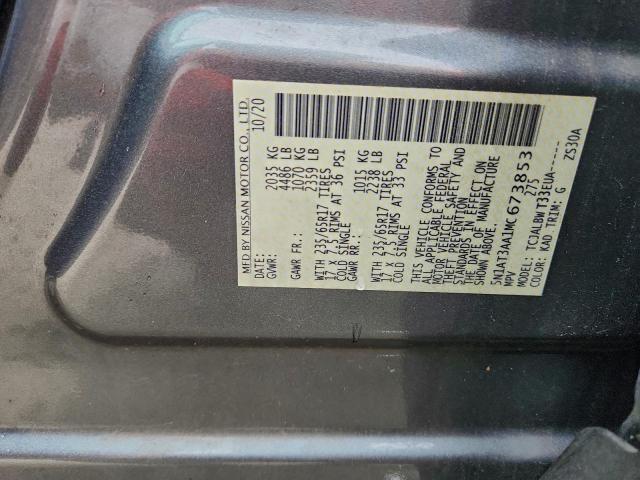 MFD BY NISSAN MOTOR CO., LTD.
DATE: 10/20
GVWR: 2035 KG
4486 LB
GAWR FR: 1070 KG
2359 LB
WITH 235/65R17 TIRES
17 X 7.5 RIMS AT 36 PSI
COLD SINGLE
GAWR RR: 1015 KG
2238 LB
WITH 235/65R17 TIRES
17 X 7.5 RIMS AT 33 PSI
COLD SINGLE
THIS VEHICLE CONFORMS TO
ALL APPLICABLE FEDERAL
MOTOR VEHICLE SAFETY AND
THEFT PREVENTION
STANDARDS IN EFFECT ON
THE DATE OF MANUFACTURE
SHOWN ABOVE.
5N1AT3AA1MC673853
MPV
MODEL: TCIALBW T33EUA-----
COLOR: KAD TRIM: G
275
ZS30A